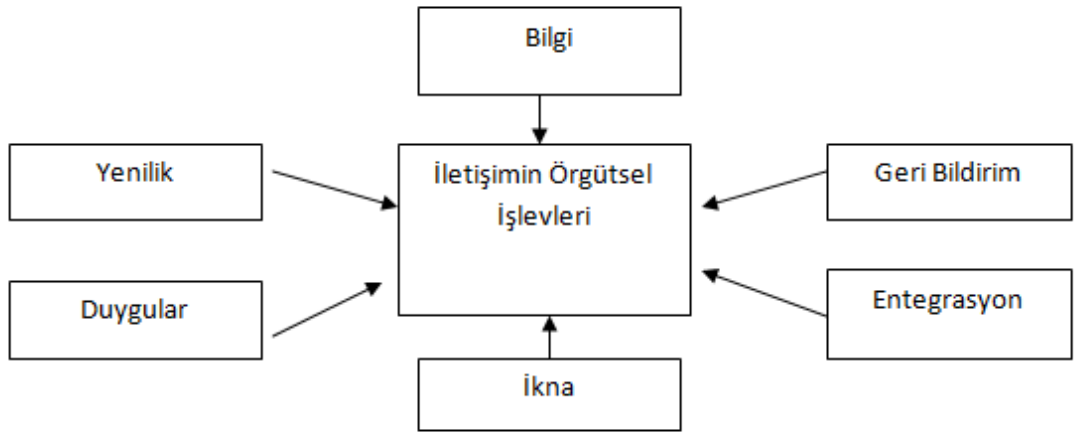 Bilgi
Yenilik
İletişimin Örgütsel
İşlevleri
Geri Bildirim
Duygular
Entegrasyon
İkna